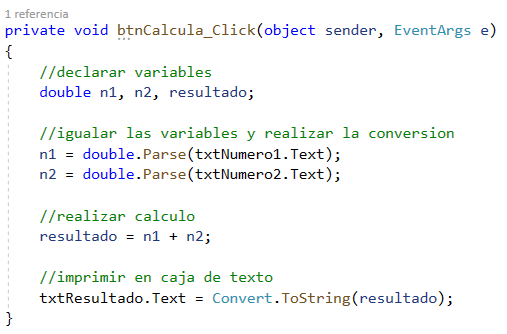 1 referencia
private void btnCalcula_Click(object sender, EventArgs e)
{
//declarar variables
double n1, n2, resultado;
//igualar las variables y realizar la conversion
n1 = double.Parse(txtNumero1.Text);
n2 = double.Parse(txtNumero2.Text);
//realizar calculo
resultado = n1 + n2;
//imprimir en caja de texto
txtResultado.Text = Convert.ToString(resultado);
}